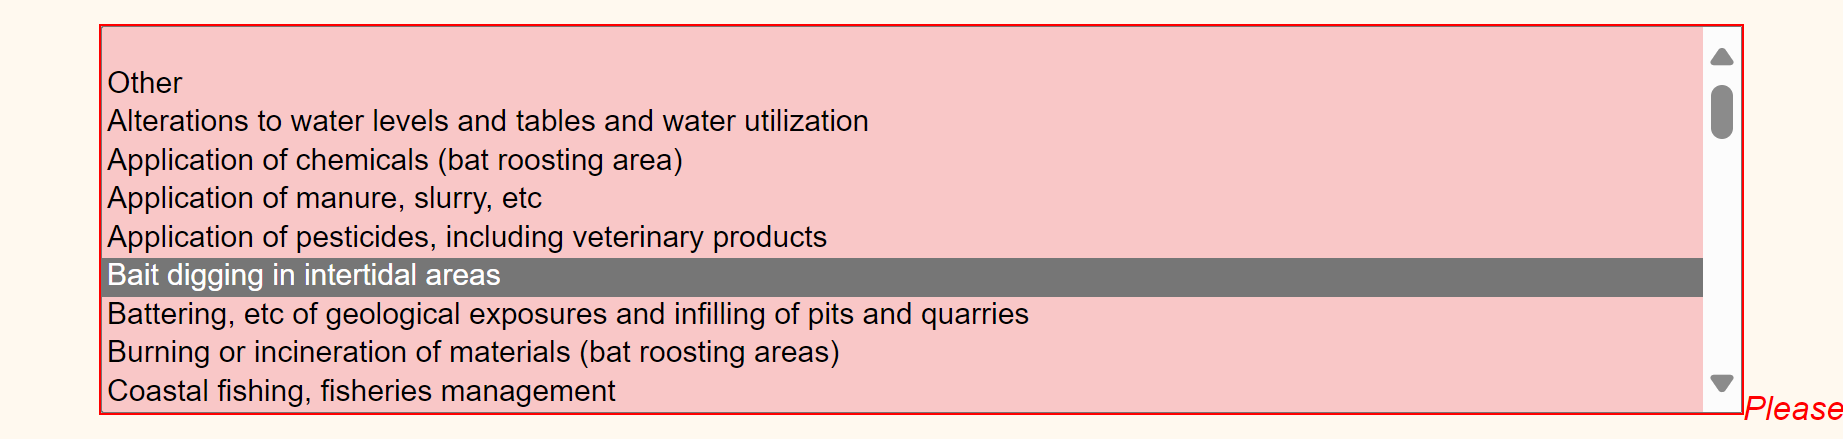 Other
Alterations to water levels and tables and water utilization
Application of chemicals (bat roosting area)
Application of manure, slurry, etc
Application of pesticides, including veterinary products
Bait digging in intertidal areas
Battering, etc of geological exposures and infilling of pits and quarries
Burning or incineration of materials (bat roosting areas)
Coastal fishing, fisheries management
Please